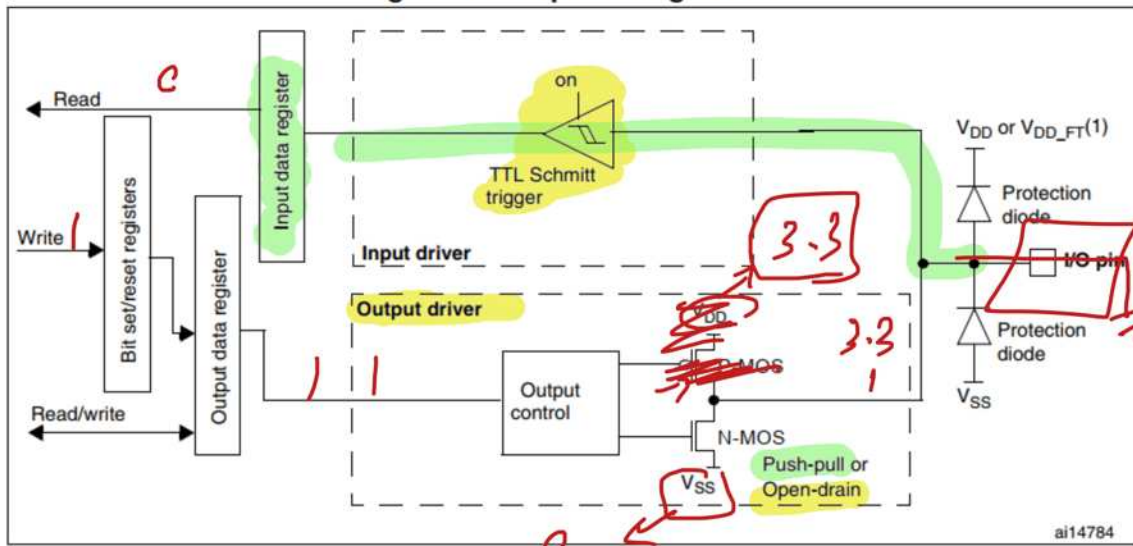 on
Read
Input data register
TTL Schmitt
trigger
Input driver
V_DD or V_DD_FT(1)
Protection
diode
I/O pin
Protection
diode
V_SS
Write
Bit set/reset registers
Output data register
Read/write
Output driver
3.3
V_DD
P-MOS
3.3
1
1
1
1
Output
control
N-MOS
V_SS
Push-pull or
Open-drain
ai14784